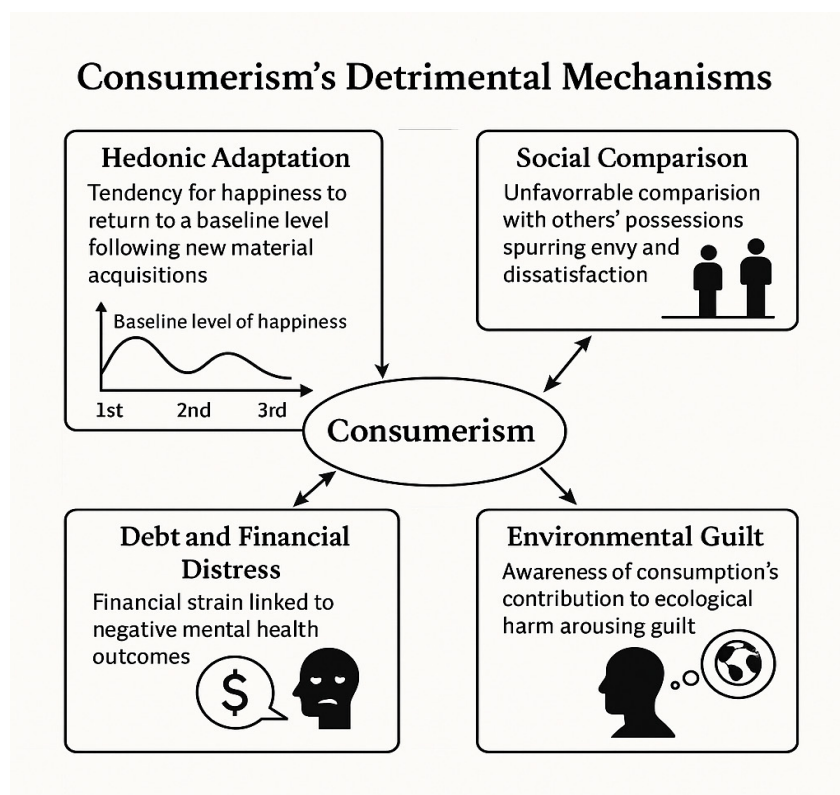 Consumerism's Detrimental Mechanisms
Hedonic Adaptation
Tendency for happiness to
return to a baseline level
following new material
acquisitions
Baseline level of happiness
1st 2nd 3rd
Social Comparison
Unfavorrable comparision
with others' possessions
spurring envy and
dissatisfaction
Consumerism
Debt and Financial
Distress
Financial strain linked to
negative mental health
outcomes
$
Environmental Guilt
Awareness of consumption's
contribution to ecological
harm arousing guilt